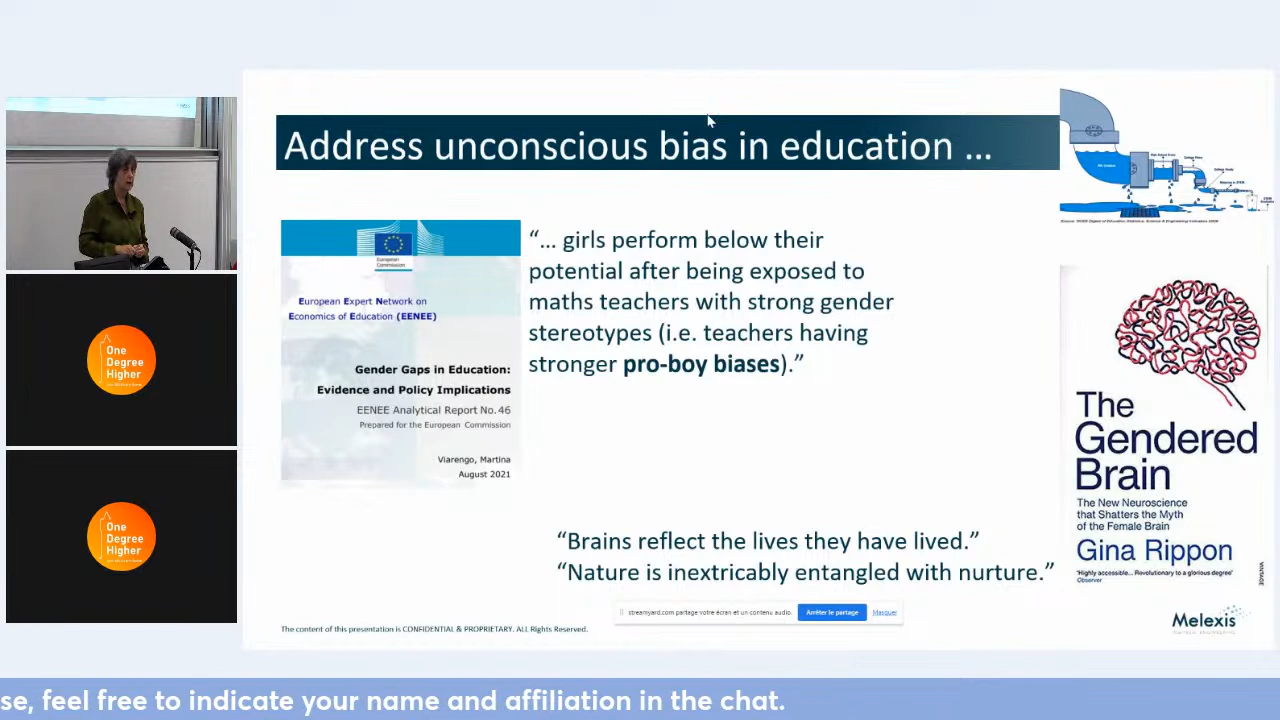 Address unconscious bias in education ...
European
Commission
European Expert Network on
Economics of Education (EENEE)
Gender Gaps in Education:
Evidence and Policy Implications
EENEE Analytical Report No.46
Prepared for the European Commission
Viarengo, Martina
August 2021
“... girls perform below their
potential after being exposed to
maths teachers with strong gender
stereotypes (i.e. teachers having
stronger pro-boy biases).”
The
Gendered
Brain
The New Neuroscience
that Shatters the Myth
of the Female Brain
Gina Rippon
'Highly accessible... Revolutionary to a glorious degree'
Observer
VINTAGE
“Brains reflect the lives they have lived.”
“Nature is inextricably entangled with nurture.”
streamyard.com partage votre écran et un contenu audio.
Arrêter le partage
Masquer
The content of this presentation is CONFIDENTIAL & PROPRIETARY. ALL Rights Reserved.
Melexis
One
Degree
Higher
One
Degree
Higher
se, feel free to indicate your name and affiliation in the chat.